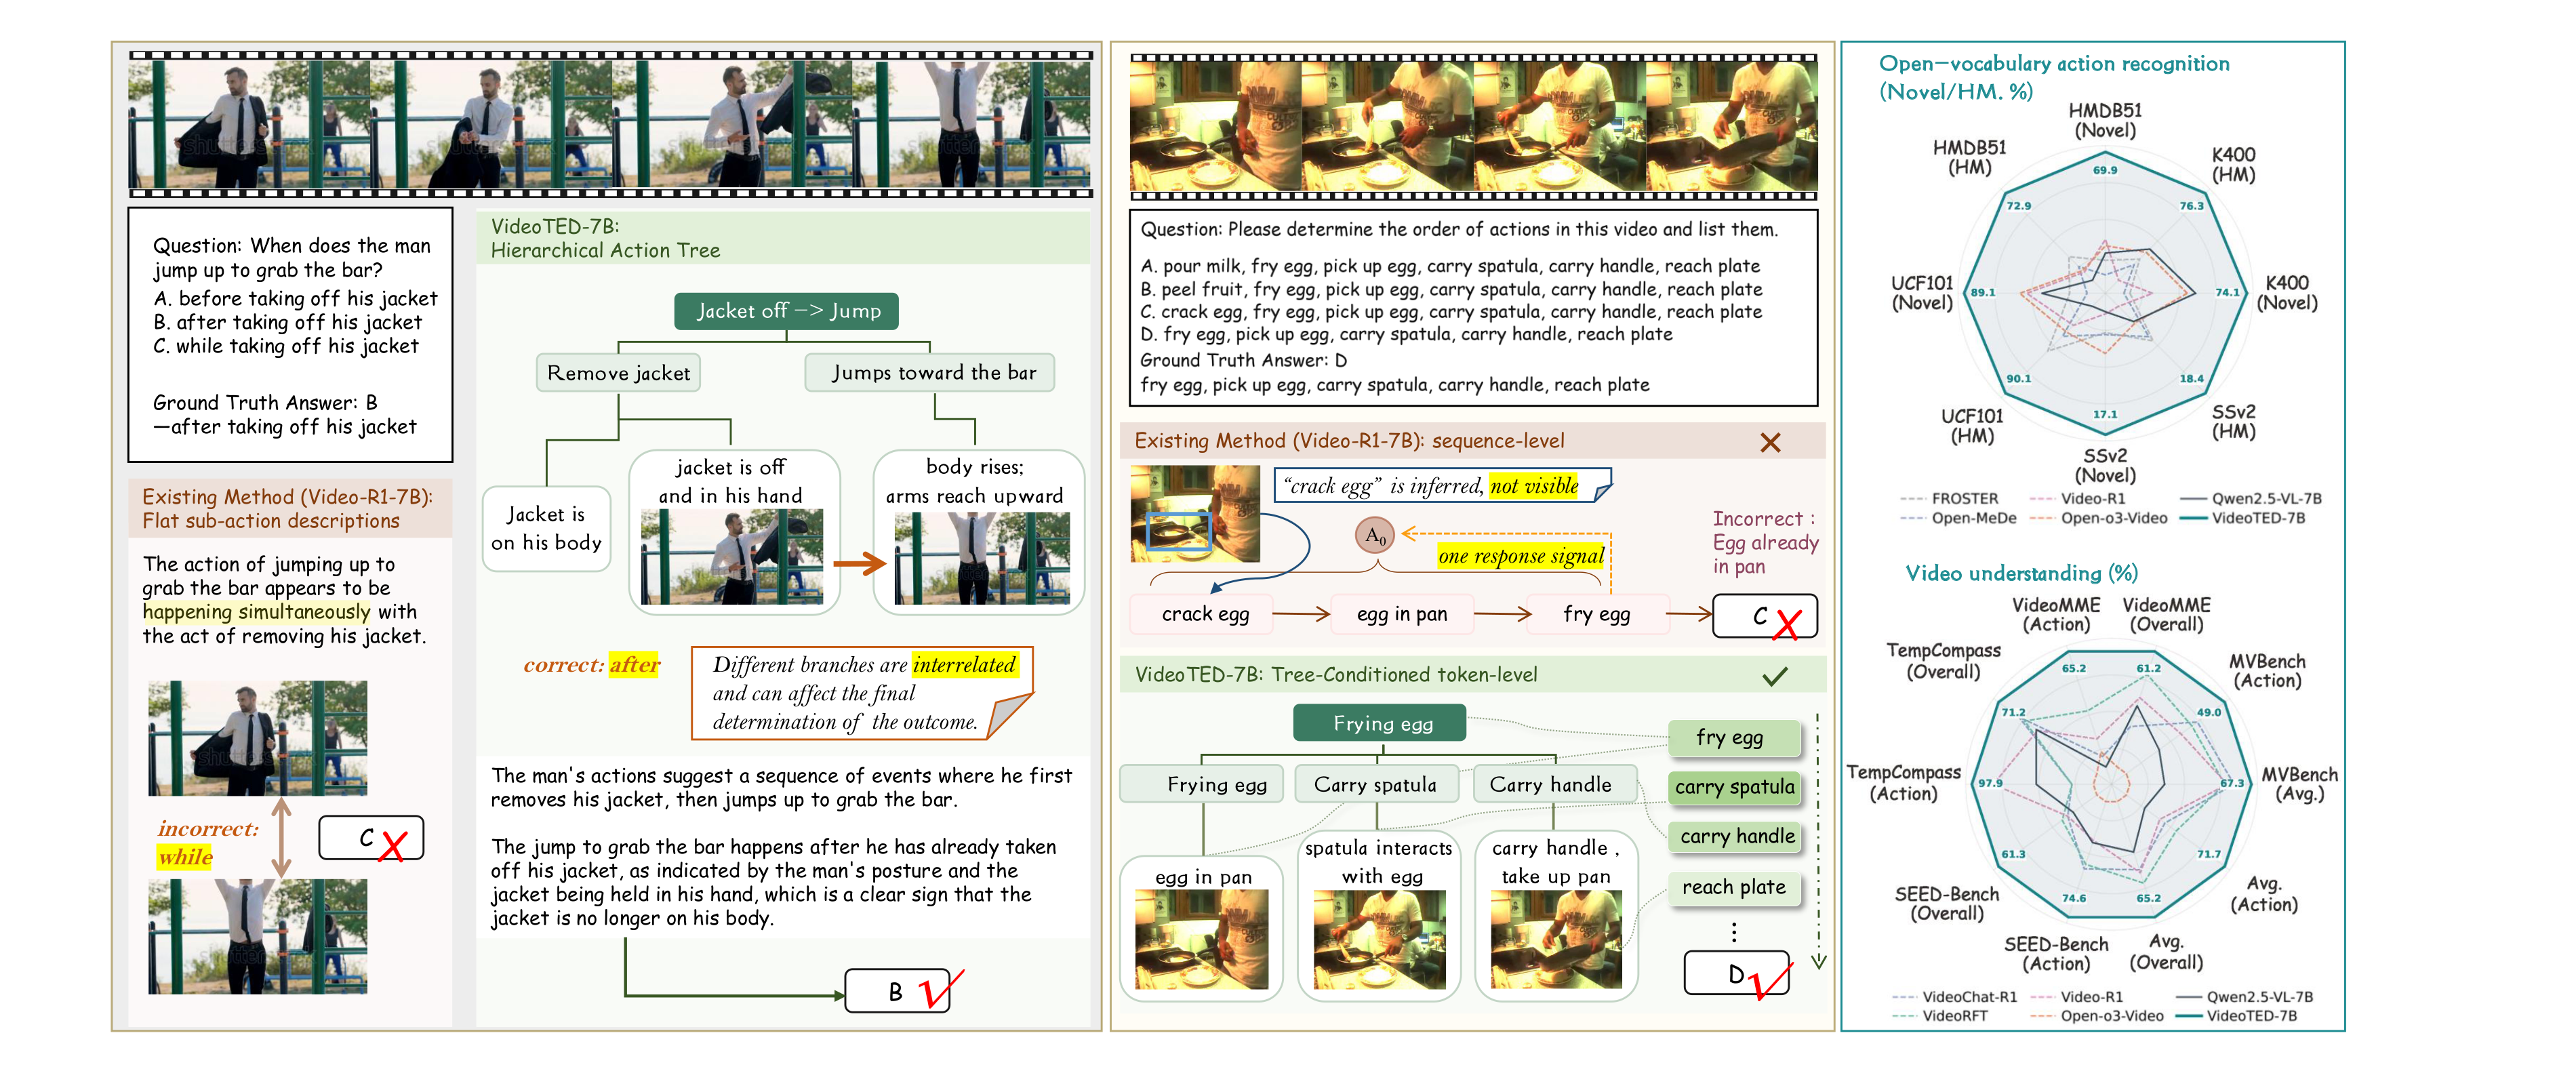 Question: When does the man
jump up to grab the bar?
A. before taking off his jacket
B. after taking off his jacket
C. while taking off his jacket
Ground Truth Answer: B
—after taking off his jacket
Existing Method (Video-R1-7B):
Flat sub-action descriptions
The action of jumping up to
grab the bar appears to be
happening simultaneously with
the act of removing his jacket.
incorrect:
while
C
VideoTED-7B:
Hierarchical Action Tree
Jacket off —> Jump
Remove jacket
Jumps toward the bar
Jacket is
on his body
jacket is off
and in his hand
body rises;
arms reach upward
correct: after
Different branches are interrelated
and can affect the final
determination of the outcome.
The man's actions suggest a sequence of events where he first
removes his jacket, then jumps up to grab the bar.
The jump to grab the bar happens after he has already taken
off his jacket, as indicated by the man's posture and the
jacket being held in his hand, which is a clear sign that the
jacket is no longer on his body.
B
Question: Please determine the order of actions in this video and list them.
A. pour milk, fry egg, pick up egg, carry spatula, carry handle, reach plate
B. peel fruit, fry egg, pick up egg, carry spatula, carry handle, reach plate
C. crack egg, fry egg, pick up egg, carry spatula, carry handle, reach plate
D. fry egg, pick up egg, carry spatula, carry handle, reach plate
Ground Truth Answer: D
fry egg, pick up egg, carry spatula, carry handle, reach plate
Existing Method (Video-R1-7B): sequence-level
“crack egg” is inferred, not visible
A0
one response signal
Incorrect :
Egg already
in pan
crack egg
egg in pan
fry egg
C
VideoTED-7B: Tree-Conditioned token-level
Frying egg
Frying egg
Carry spatula
Carry handle
egg in pan
spatula interacts
with egg
carry handle ,
take up pan
fry egg
carry spatula
carry handle
reach plate
D
Open—vocabulary action recognition
(Novel/HM. %)
HMDB51
(Novel)
HMDB51
(HM)
K400
(HM)
69.9
72.9
76.3
UCF101
(Novel)
89.1
74.1
K400
(Novel)
90.1
18.4
17.1
UCF101
(HM)
SSv2
(HM)
SSv2
(Novel)
FROSTER
Video-R1
Qwen2.5-VL-7B
Open-MeDe
Open-o3-Video
VideoTED-7B
Video understanding (%)
VideoMME
(Action)
VideoMME
(Overall)
TempCompass
(Overall)
MVBench
(Action)
65.2
61.2
71.2
49.0
TempCompass
(Action)
97.9
67.3
MVBench
(Avg.)
61.3
71.7
74.6
65.2
SEED-Bench
(Overall)
Avg.
(Action)
SEED-Bench
(Action)
Avg.
(Overall)
VideoChat-R1
Video-R1
Qwen2.5-VL-7B
VideoRFT
Open-o3-Video
VideoTED-7B